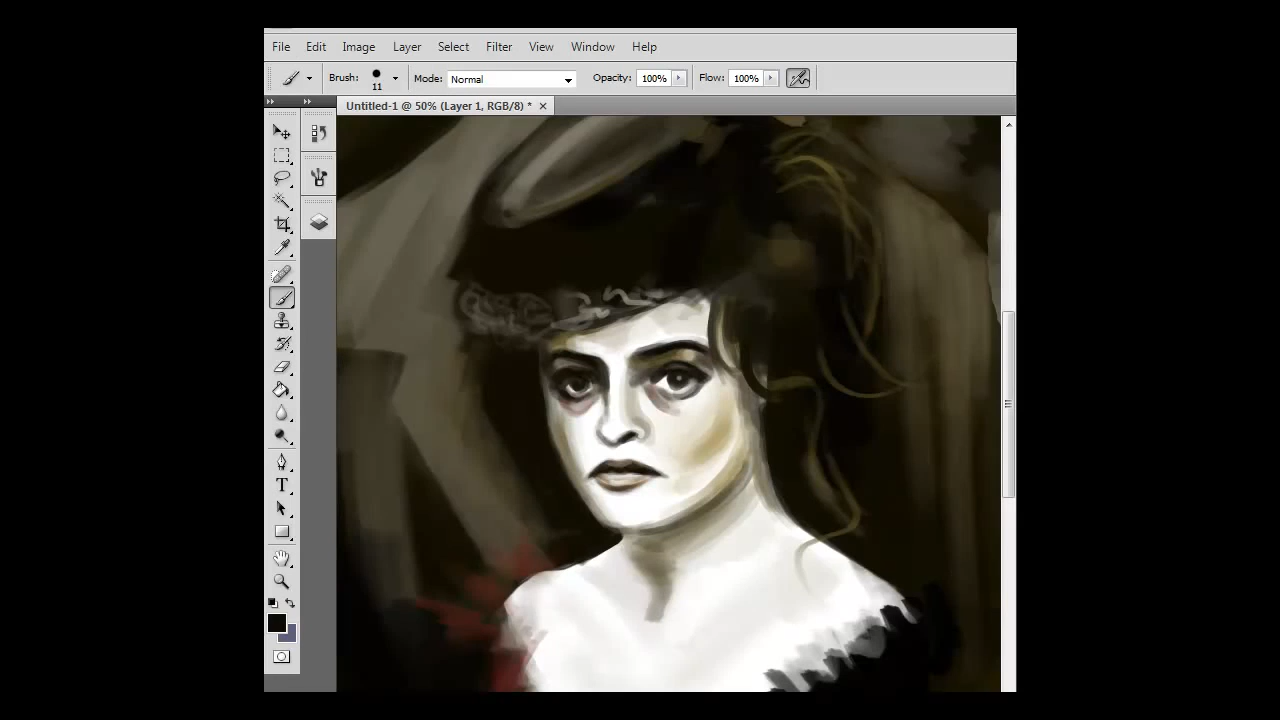 File Edit Image Layer Select Filter View Window Help
Brush: 11 Mode: Normal Opacity: 100% Flow: 100%
Untitled-1 @ 50% (Layer 1, RGB/8) *
T